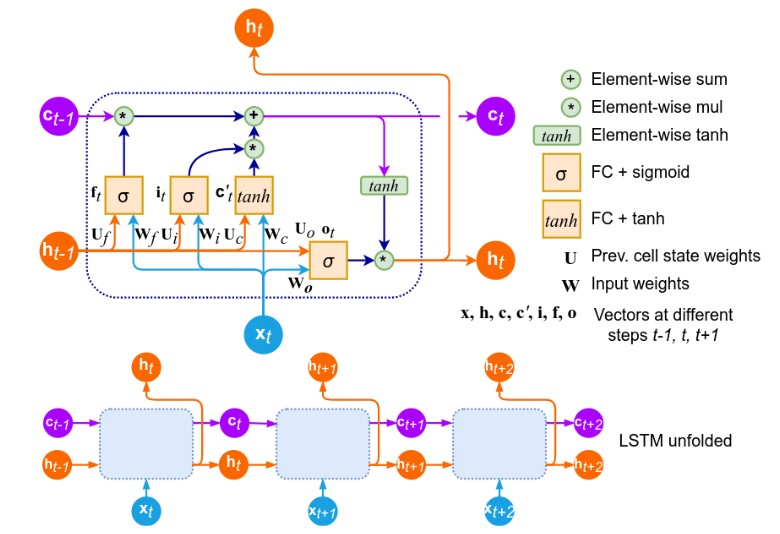 h_t
c_{t-1}
*
+
c_t
*
tanh
f_t
σ
i_t
σ
c'_t
tanh
h_{t-1}
U_f
W_f
U_i
W_i
U_c
W_c
U_o
o_t
σ
W_o
*
h_t
x_t
+ Element-wise sum
* Element-wise mul
tanh Element-wise tanh
σ FC + sigmoid
tanh FC + tanh
U Prev. cell state weights
W Input weights
x, h, c, c', i, f, o Vectors at different
steps t-1, t, t+1
h_t
h_{t+1}
h_{t+2}
c_{t-1}
c_t
c_{t+1}
c_{t+2}
LSTM unfolded
h_{t-1}
h_t
h_{t+1}
h_{t+2}
x_t
x_{t+1}
x_{t+2}